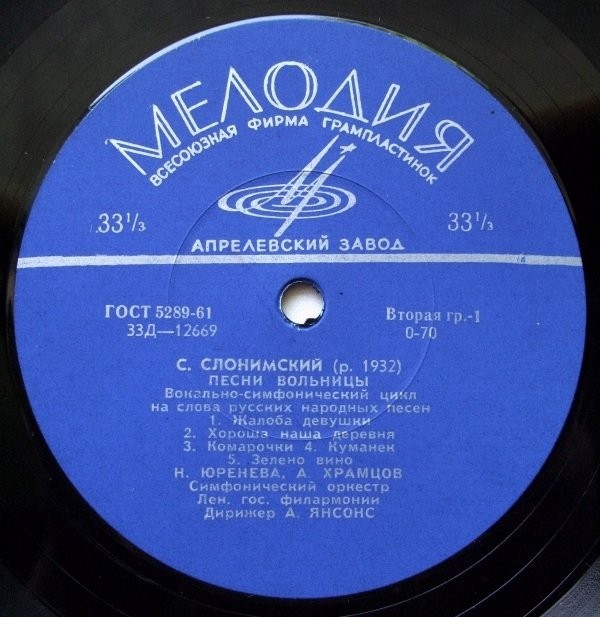 МЕЛОДИЯ
ВСЕСОЮЗНАЯ ФИРМА ГРАМПЛАСТИНОК
33 1/3
33 1/3
АПРЕЛЕВСКИЙ ЗАВОД
ГОСТ 5289-61
Вторая гр.-1
33Д—12669
0-70
С. СЛОНИМСКИЙ (р. 1932)
ПЕСНИ ВОЛЬНИЦЫ
Вокально-симфонический цикл
на слова русских народных песен
1. Жалоба девушки
2. Хороша наша деревня
3. Комарочки 4. Куманек
5. Зелено вино
Н. ЮРЕНЕВА, А. ХРАМЦОВ
Симфонический оркестр
Лен. гос. филармонии
Дирижер А. ЯНСОНС